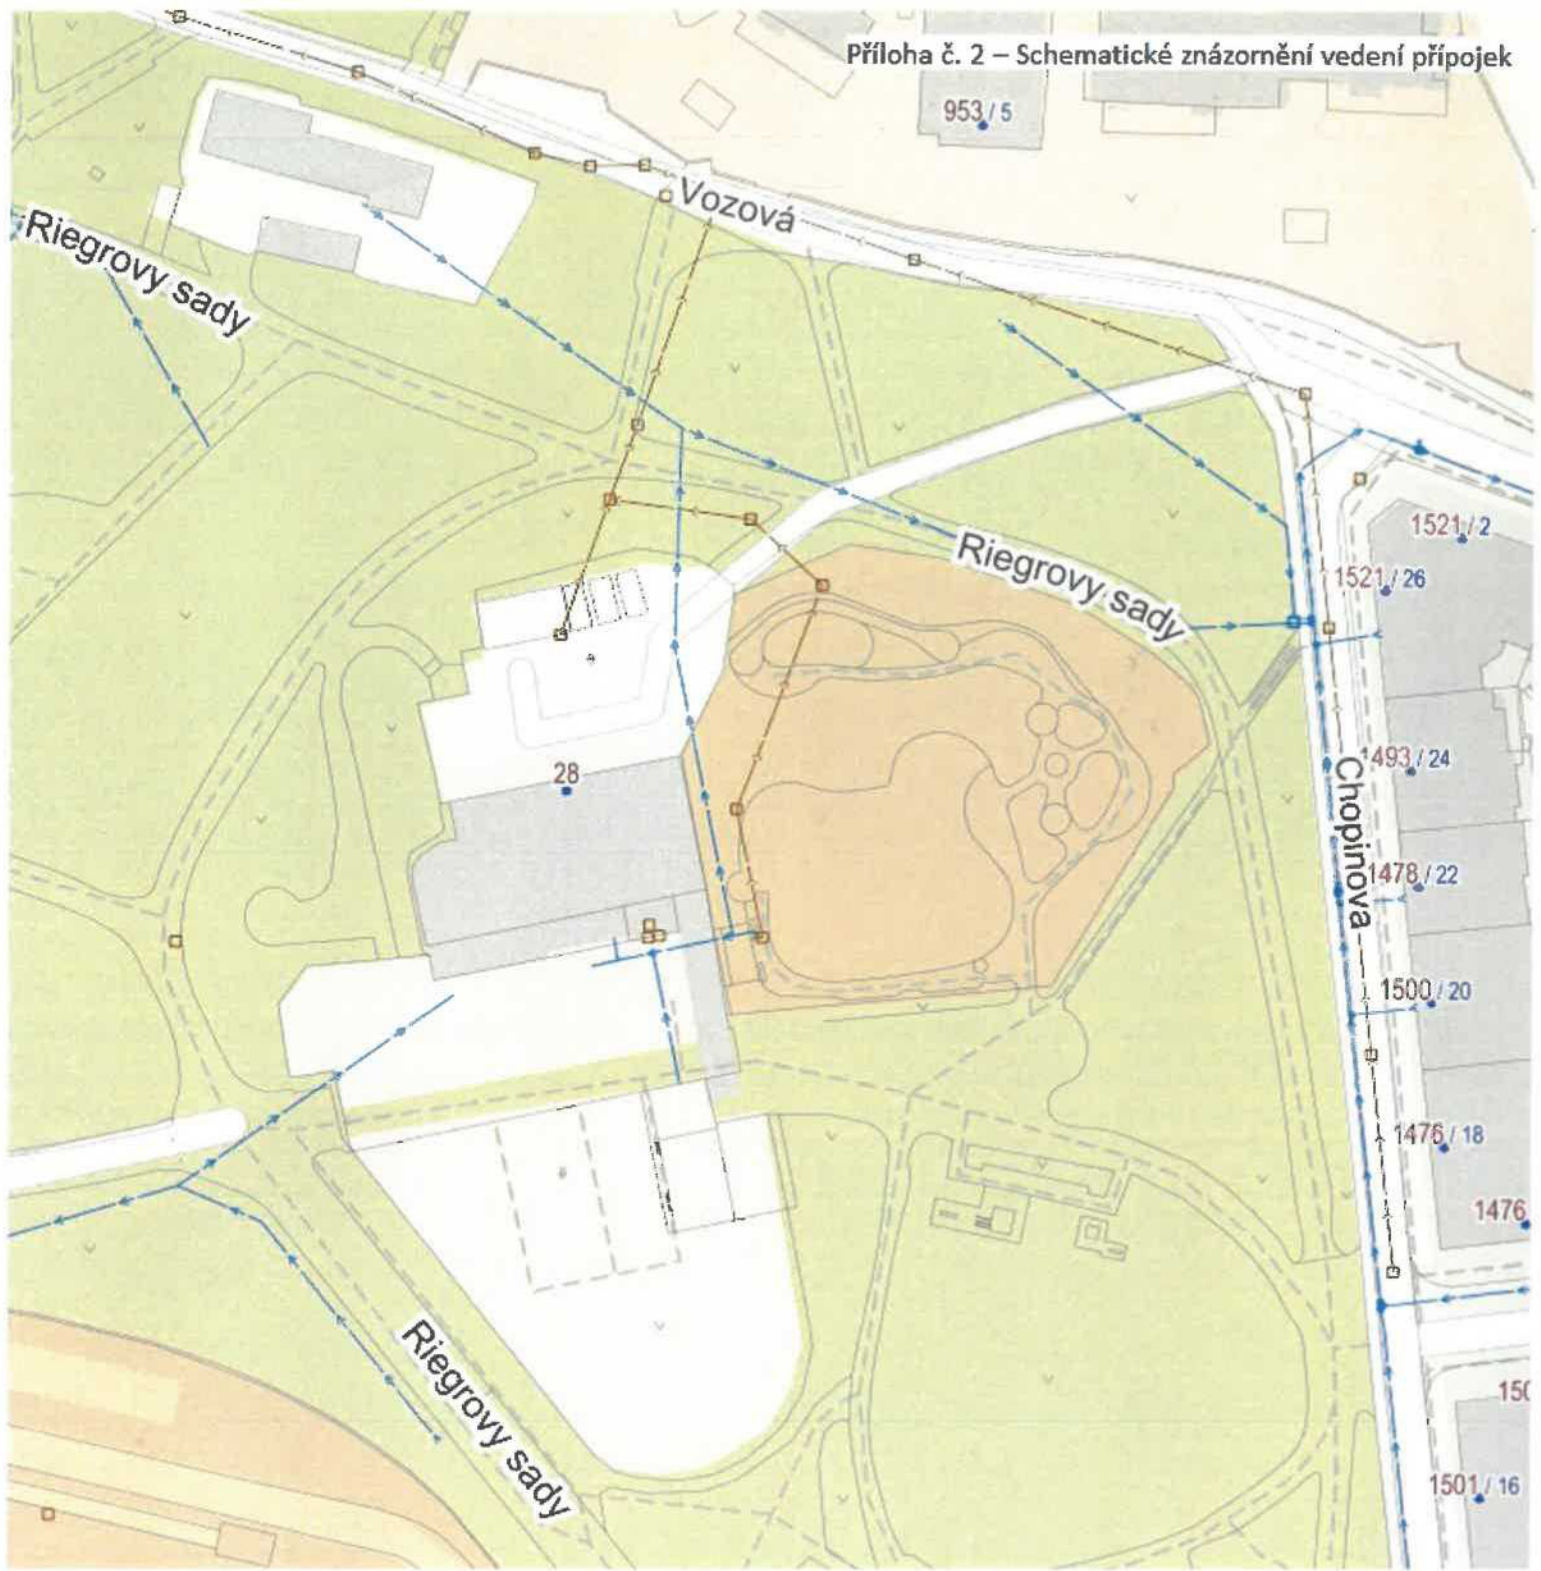 Příloha č. 2 – Schematické znázornění vedení přípojek
953 / 5
Vozová
Riegrovy sady
1521 / 2
Riegrovy sady
1521 / 26
28
1493 / 24
Chopinova
1478 / 22
1500 / 20
1476 / 18
1476
Riegrovy sady
150
1501 / 16